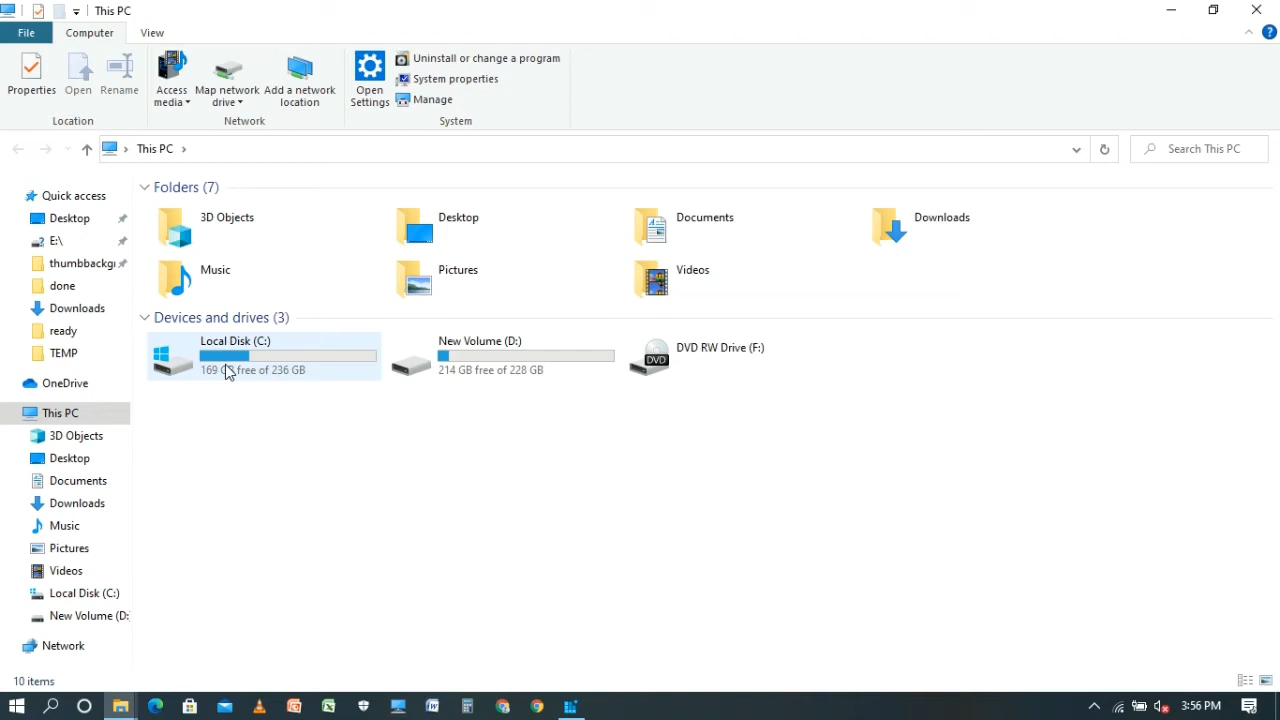 This PC
File Computer View
Properties Open Rename Access media Map network drive Add a network location Open Settings Uninstall or change a program
System properties
Manage
Location Network System
This PC Search This PC
Quick access
Desktop
E:\
thumbbackgr
done
Downloads
ready
TEMP
OneDrive
This PC
3D Objects
Desktop
Documents
Downloads
Music
Pictures
Videos
Local Disk (C:)
New Volume (D:
Network
Folders (7)
3D Objects Desktop Documents Downloads
Music Pictures Videos
Devices and drives (3)
Local Disk (C:) New Volume (D:) DVD RW Drive (F:)
169 free of 236 GB 214 GB free of 228 GB
DVD
10 items
3:56 PM